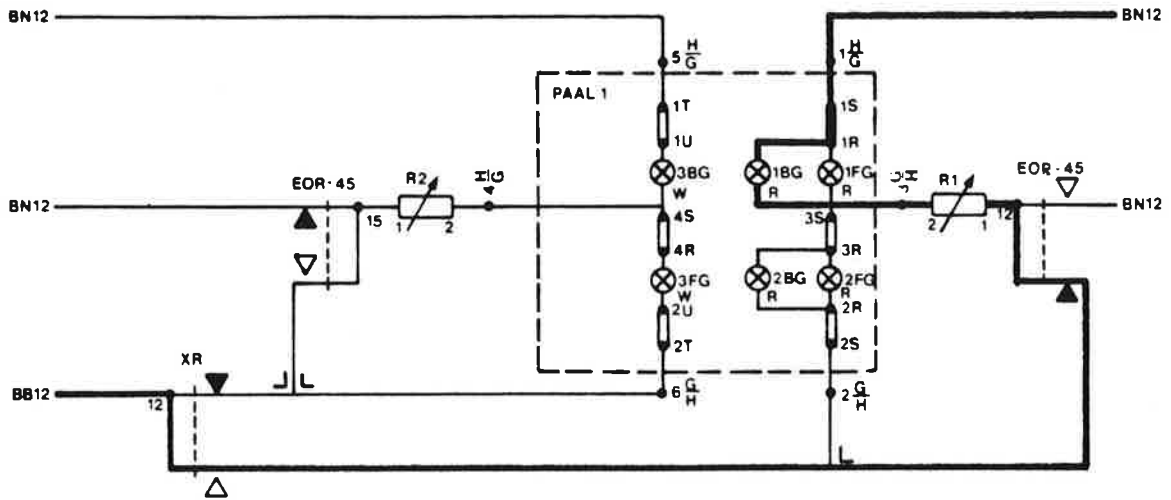 BN12
BN12
5 H/G
1 H/G
PAAL 1
1T
1S
1U
1R
3BG
1BG
1FG
W
R
R
EOR-45
R2
4 H/G
3 G/H
R1
EOR-45
BN12
15
1
2
4S
3S
2
1
12
BN12
4R
3R
3FG
2BG
2FG
W
R
R
2U
2R
2T
2S
XR
BB12
12
L
6 G/H
2 G/H
L